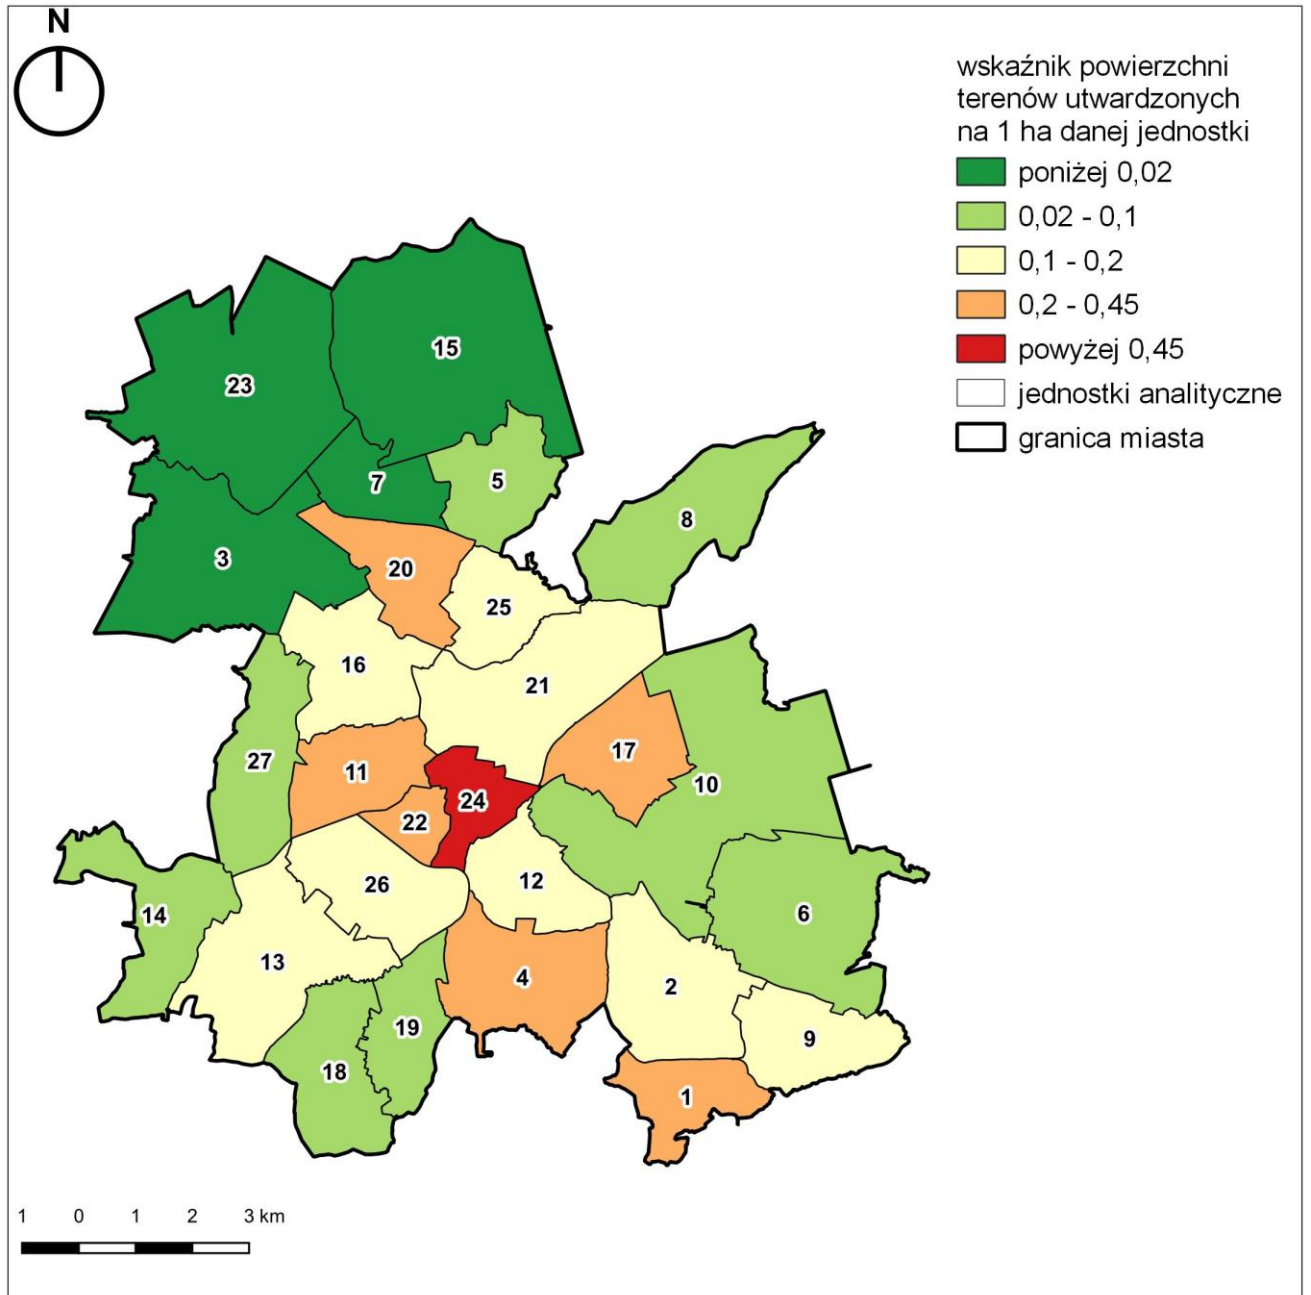 N
wskaźnik powierzchni
terenów utwardzonych
na 1 ha danej jednostki
poniżej 0,02
0,02 - 0,1
0,1 - 0,2
0,2 - 0,45
powyżej 0,45
jednostki analityczne
granica miasta
15
23
7
5
8
3
20
25
16
21
27
11
17
10
24
22
26
12
14
6
13
4
2
19
9
18
1
1 0 1 2 3 km